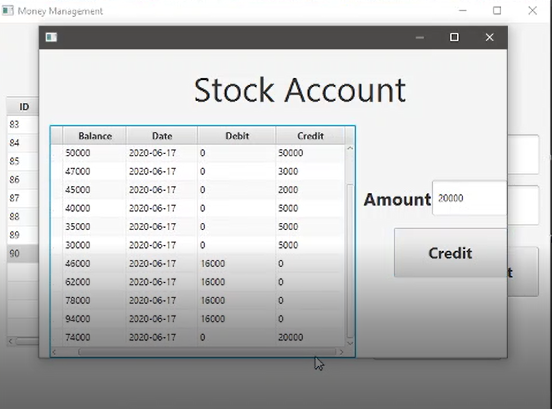 Money Management
Stock Account
ID
83
84
85
86
87
88
89
90
Balance Date Debit Credit
50000 2020-06-17 0 50000
47000 2020-06-17 0 3000
45000 2020-06-17 0 2000
40000 2020-06-17 0 5000
35000 2020-06-17 0 5000
30000 2020-06-17 0 5000
46000 2020-06-17 16000 0
62000 2020-06-17 16000 0
78000 2020-06-17 16000 0
94000 2020-06-17 16000 0
74000 2020-06-17 0 20000
Amount 20000
Credit
t